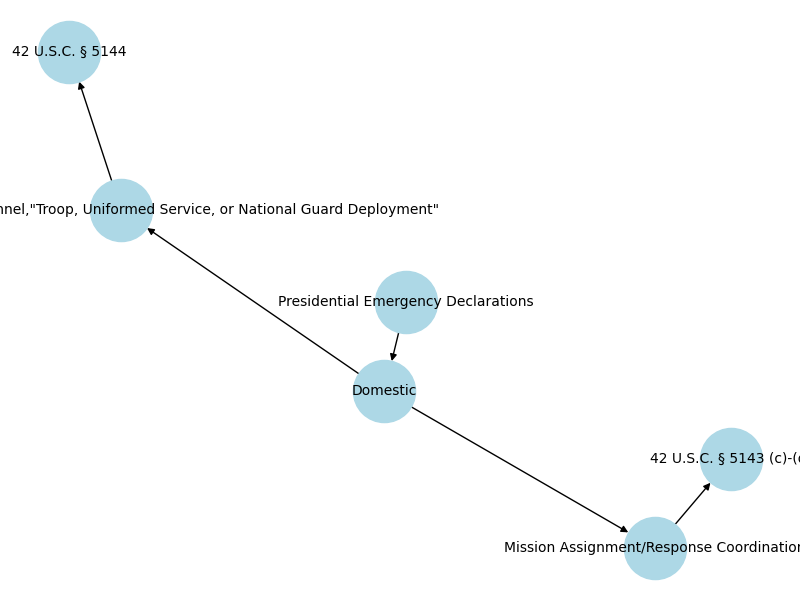 42 U.S.C. § 5144
"Troop, Uniformed Service, or National Guard Deployment"
Presidential Emergency Declarations
Domestic
42 U.S.C. § 5143 (c)-(
Mission Assignment/Response Coordination